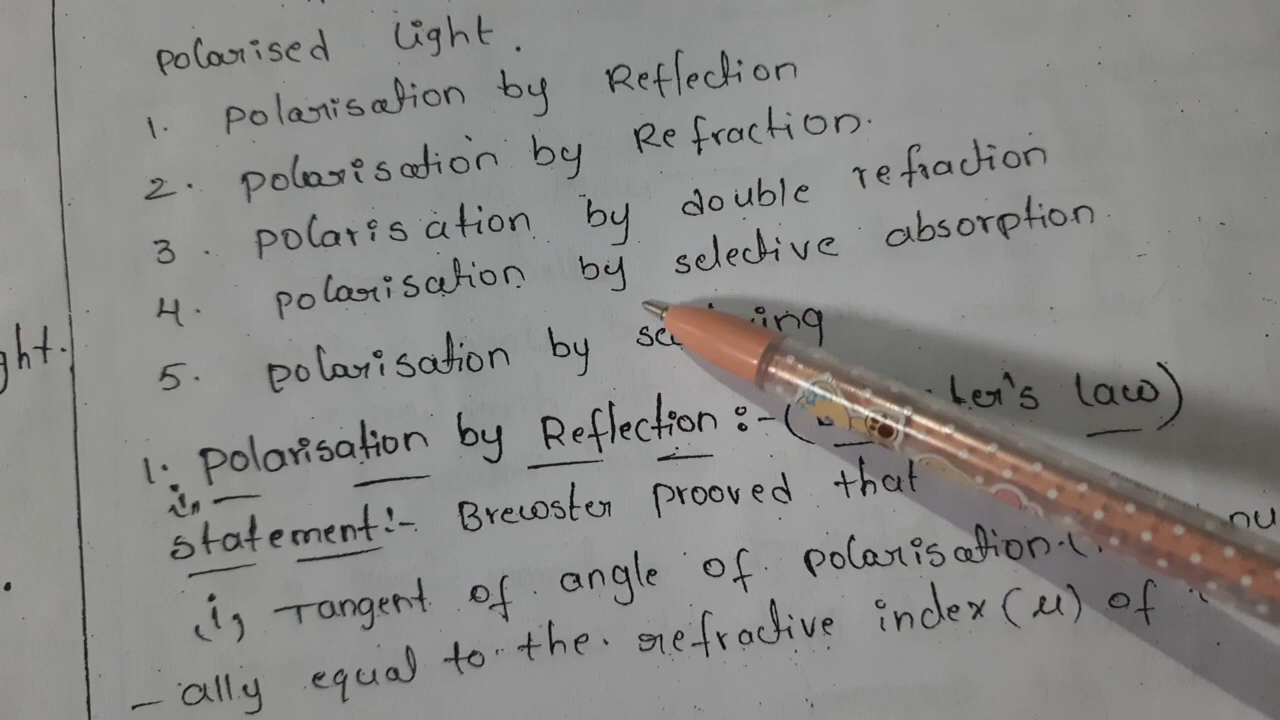 polarised light.
1. polarisation by Reflection
2. polarisation by Refraction.
3. polarisation by double refraction
4. polarisation by selective absorption
ght.
5. polarisation by
1. polarisation by Reflection :- ( law)
statement:- Brewster prooved that
(i, Tangent of angle of polarisation
- ally equal to the refractive index (μ) of